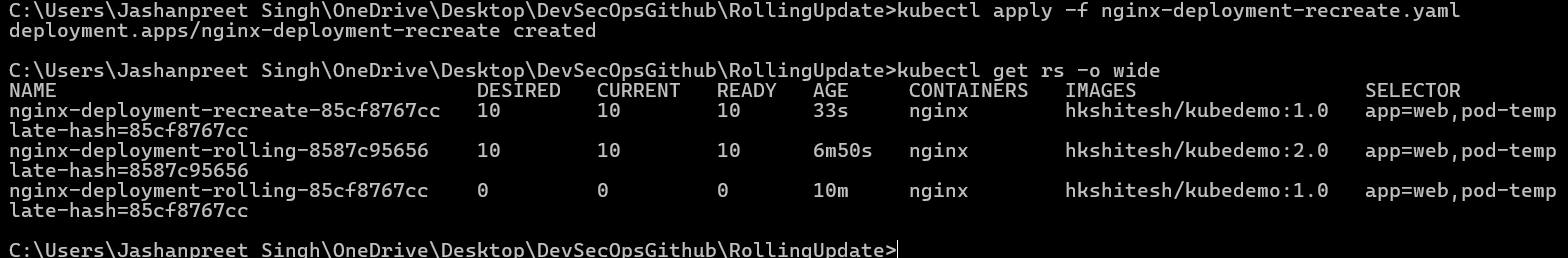 C:\Users\Jashanpreet Singh\OneDrive\Desktop\DevSecOpsGithub\RollingUpdate>kubectl apply -f nginx-deployment-recreate.yaml
deployment.apps/nginx-deployment-recreate created
C:\Users\Jashanpreet Singh\OneDrive\Desktop\DevSecOpsGithub\RollingUpdate>kubectl get rs -o wide
NAME DESIRED CURRENT READY AGE CONTAINERS IMAGES SELECTOR
nginx-deployment-recreate-85cf8767cc 10 10 10 33s nginx hkshitesh/kubedemo:1.0 app=web,pod-temp
late-hash=85cf8767cc
nginx-deployment-rolling-8587c95656 10 10 10 6m50s nginx hkshitesh/kubedemo:2.0 app=web,pod-temp
late-hash=8587c95656
nginx-deployment-rolling-85cf8767cc 0 0 0 10m nginx hkshitesh/kubedemo:1.0 app=web,pod-temp
late-hash=85cf8767cc
C:\Users\Jashanpreet Singh\OneDrive\Desktop\DevSecOpsGithub\RollingUpdate>